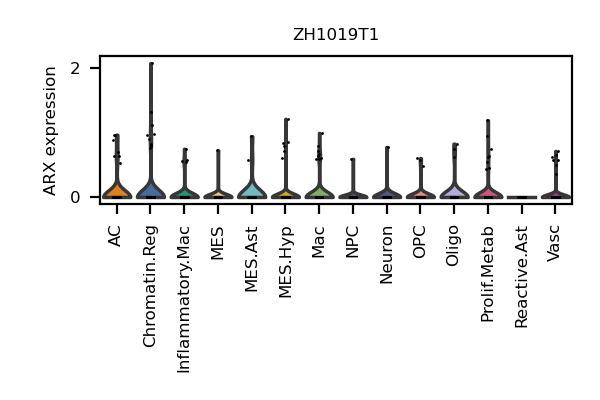 ZH1019T1
ARX expression
2
0
AC
Chromatin.Reg
Inflammatory.Mac
MES
MES.Ast
MES.Hyp
Mac
NPC
Neuron
OPC
Oligo
Prolif.Metab
Reactive.Ast
Vasc